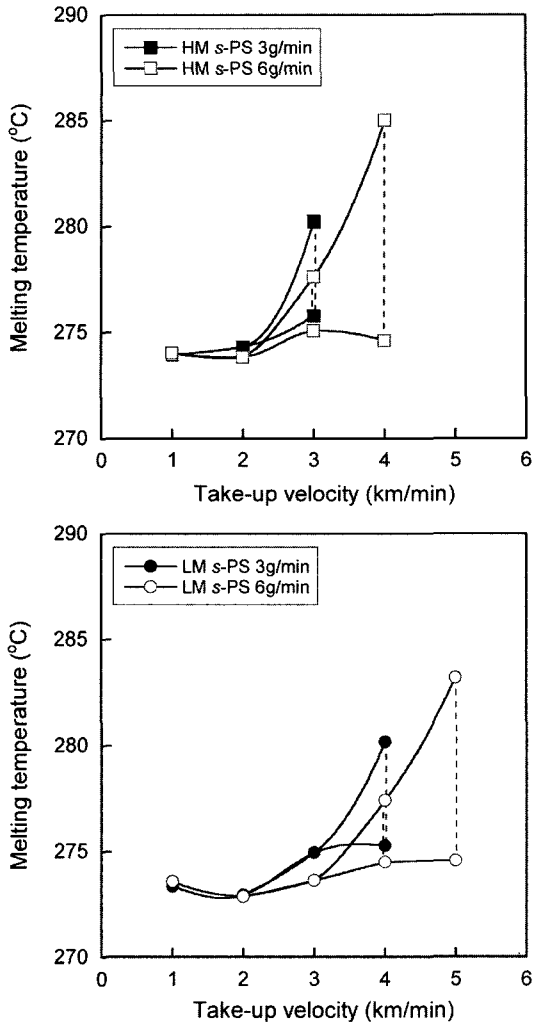 290
285
280
275
270
Melting temperature (°C)
HM s-PS 3g/min
HM s-PS 6g/min
0 1 2 3 4 5 6
Take-up velocity (km/min)
290
285
280
275
270
Melting temperature (°C)
LM s-PS 3g/min
LM s-PS 6g/min
0 1 2 3 4 5 6
Take-up velocity (km/min)